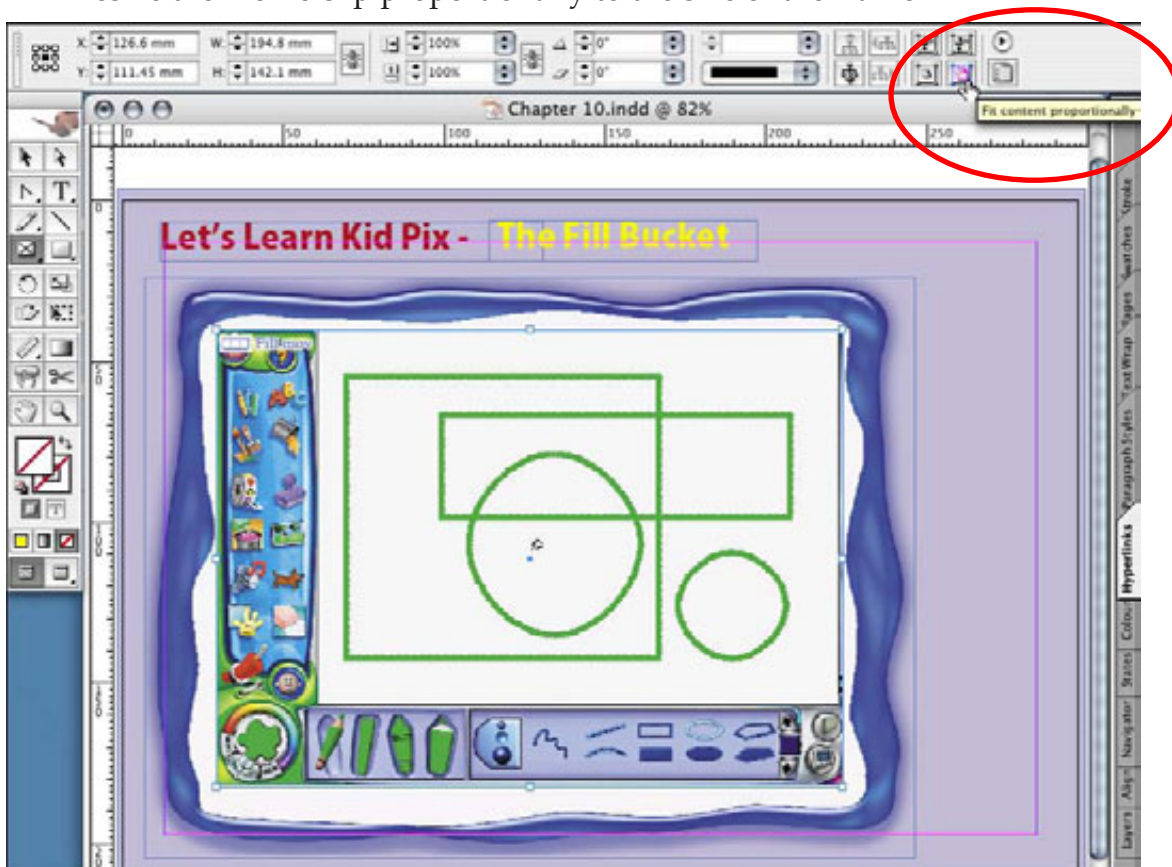 X: 126.6 mm W: 194.8 mm 100% 0°
Y: 111.45 mm H: 142.1 mm 100% 0°
Fit content proportionally
Chapter 10.indd @ 82%
0 50 100 150 200 250
Let's Learn Kid Pix - The Fill Bucket
Stroke
Swatches
Pages
Text Wrap
Paragraph Styles
Hyperlinks
Colour
States
Navigator
Align
Layers